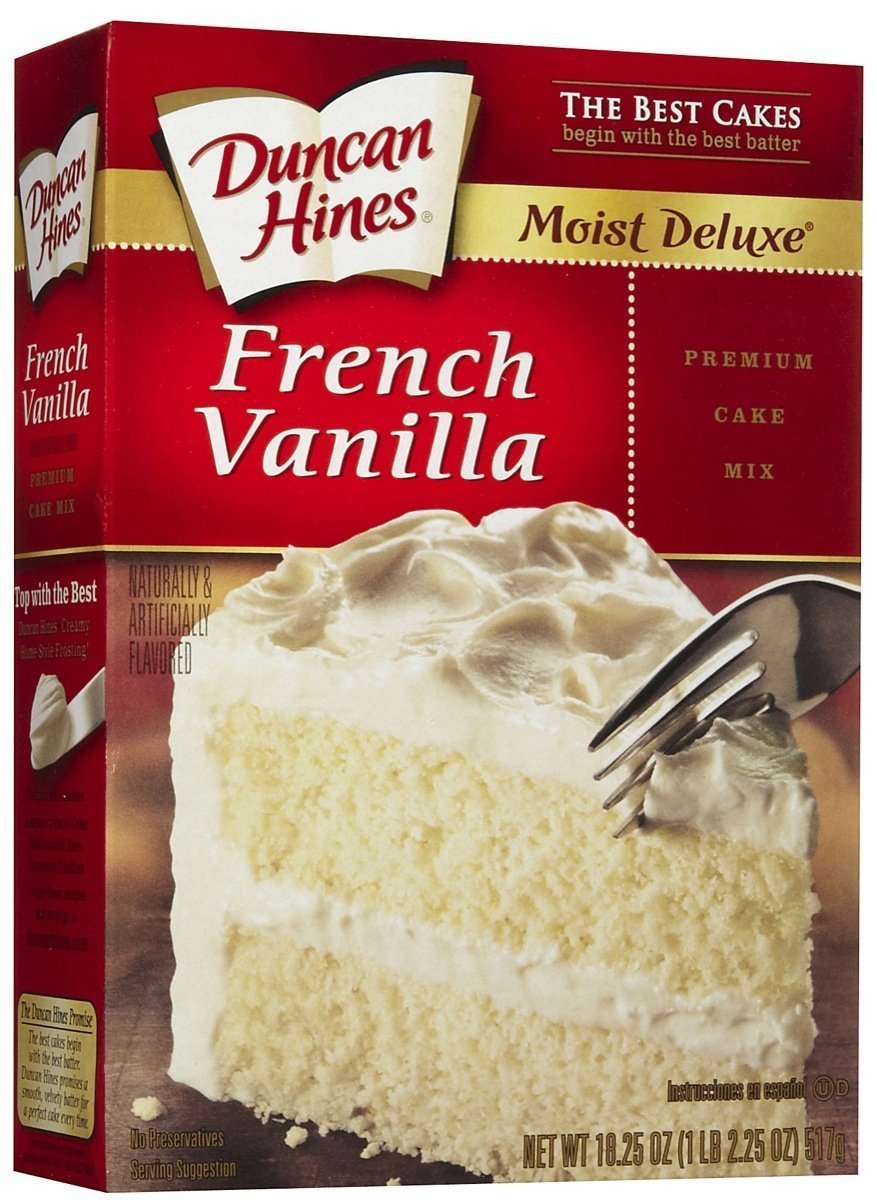 Duncan
Hines®
THE BEST CAKES
begin with the best batter
Moist Deluxe®
French
Vanilla
PREMIUM
CAKE
MIX
NATURALLY &
ARTIFICIALLY
FLAVORED
Instrucciones en español Ⓤ D
No Preservatives
Serving Suggestion
NET WT 18.25 OZ (1 LB 2.25 OZ) 517g
Duncan
Hines
French
Vanilla
PREMIUM
CAKE MIX
Top with the Best
Duncan Hines Creamy
Home-Style Frosting!
The Duncan Hines Promise
The best cakes begin
with the best batter.
Duncan Hines promises a
smooth, velvety batter for
a perfect cake every time.